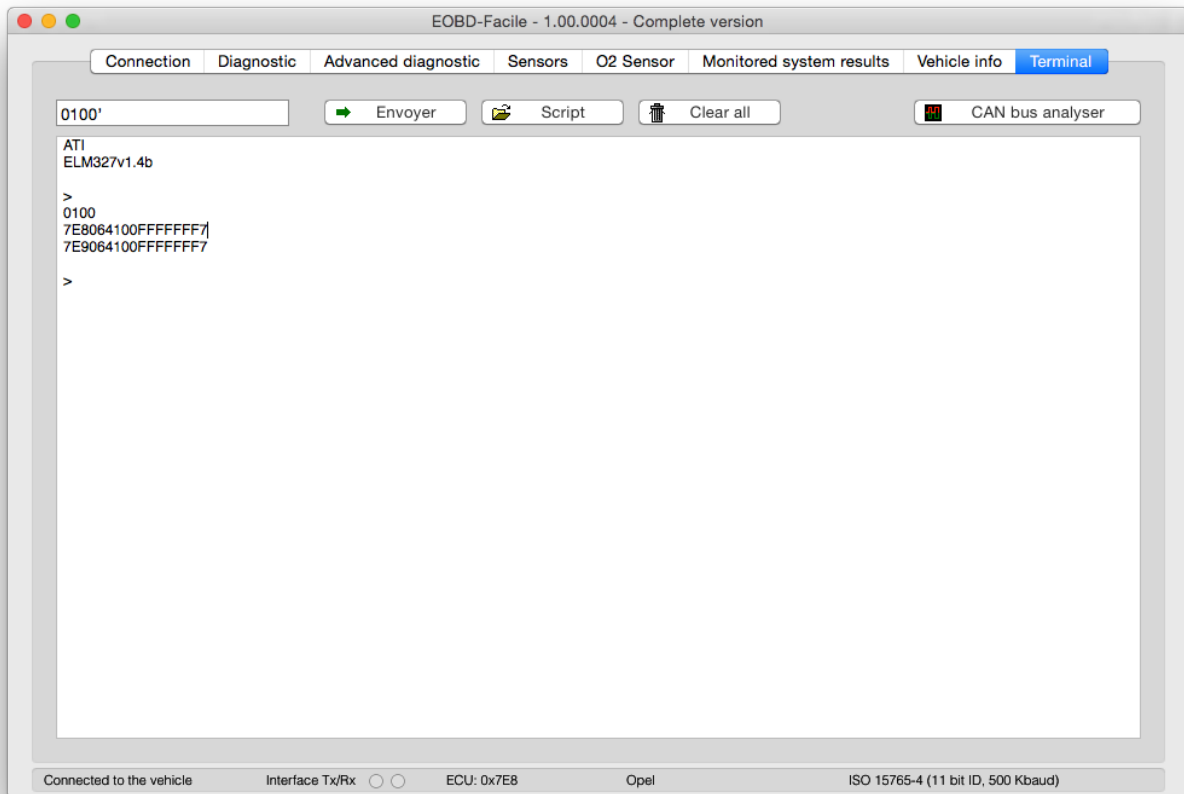 EOBD-Facile - 1.00.0004 - Complete version
Connection Diagnostic Advanced diagnostic Sensors O2 Sensor Monitored system results Vehicle info Terminal
0100' Envoyer Script Clear all CAN bus analyser
ATI
ELM327v1.4b
>
0100
7E8064100FFFFFFF7
7E9064100FFFFFFF7
>
Connected to the vehicle Interface Tx/Rx ECU: 0x7E8 Opel ISO 15765-4 (11 bit ID, 500 Kbaud)